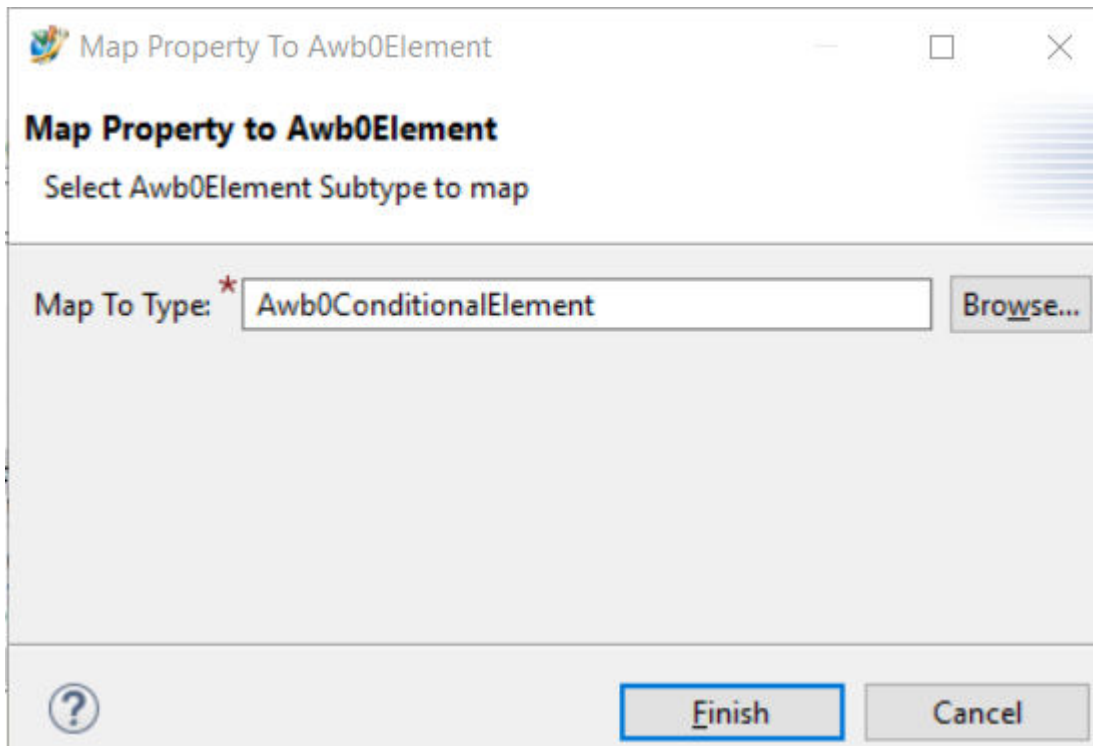 Map Property To Awb0Element
Map Property to Awb0Element
Select Awb0Element Subtype to map
Map To Type: * Awb0ConditionalElement Browse...
? Finish Cancel